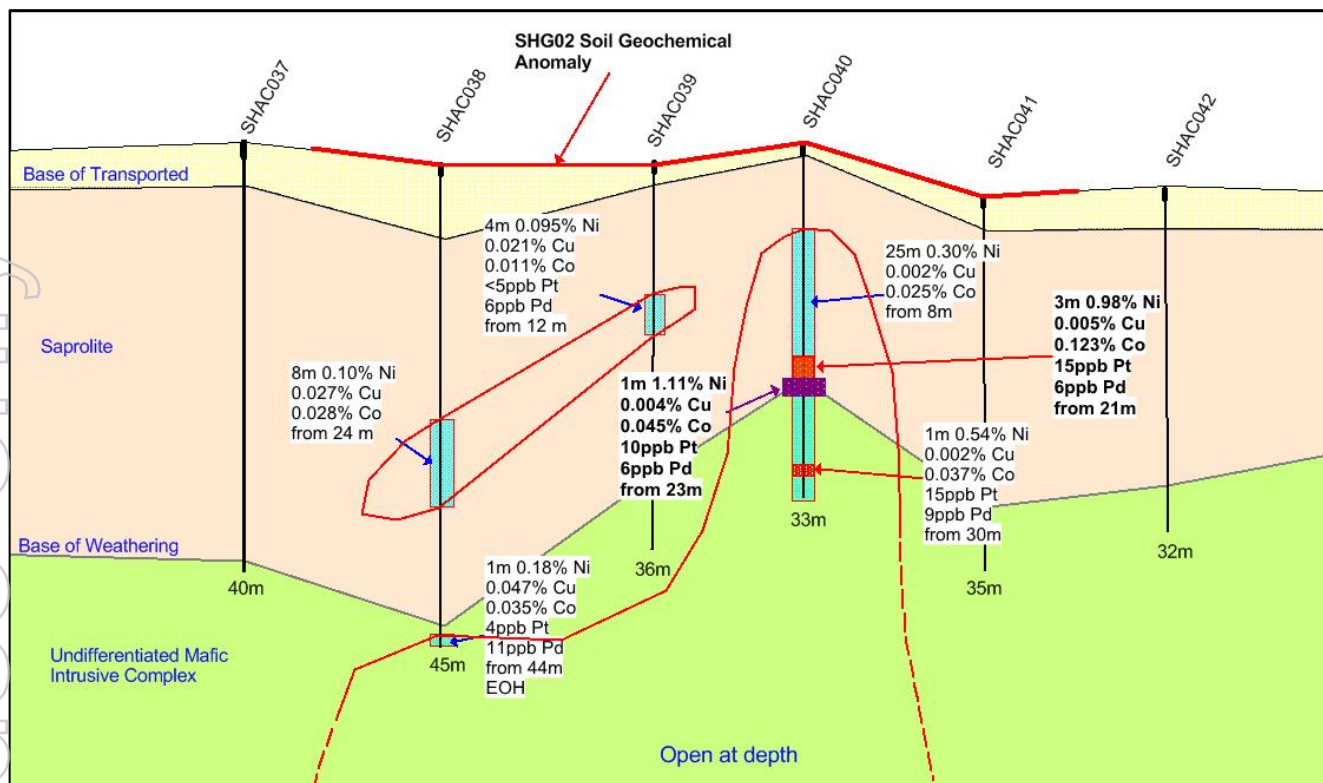 SHG02 Soil Geochemical
Anomaly
SHAC037
SHAC038
SHAC039
SHAC040
SHAC041
SHAC042
Base of Transported
4m 0.095% Ni
0.021% Cu
0.011% Co
<5ppb Pt
6ppb Pd
from 12 m
25m 0.30% Ni
0.002% Cu
0.025% Co
from 8m
3m 0.98% Ni
0.005% Cu
0.123% Co
15ppb Pt
6ppb Pd
from 21m
Saprolite
8m 0.10% Ni
0.027% Cu
0.028% Co
from 24 m
1m 1.11% Ni
0.004% Cu
0.045% Co
10ppb Pt
6ppb Pd
from 23m
1m 0.54% Ni
0.002% Cu
0.037% Co
15ppb Pt
9ppb Pd
from 30m
Base of Weathering
40m
45m
36m
33m
35m
32m
1m 0.18% Ni
0.047% Cu
0.035% Co
4ppb Pt
11ppb Pd
from 44m
EOH
Undifferentiated Mafic
Intrusive Complex
Open at depth